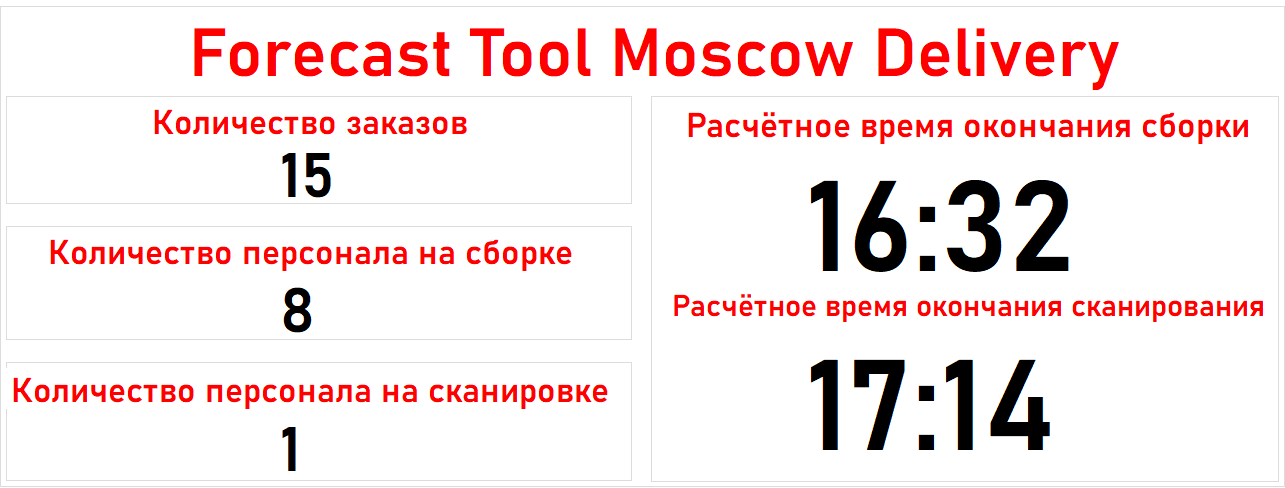 Forecast Tool Moscow Delivery
Количество заказов
15
Количество персонала на сборке
8
Количество персонала на сканировке
1
Расчётное время окончания сборки
16:32
Расчётное время окончания сканирования
17:14